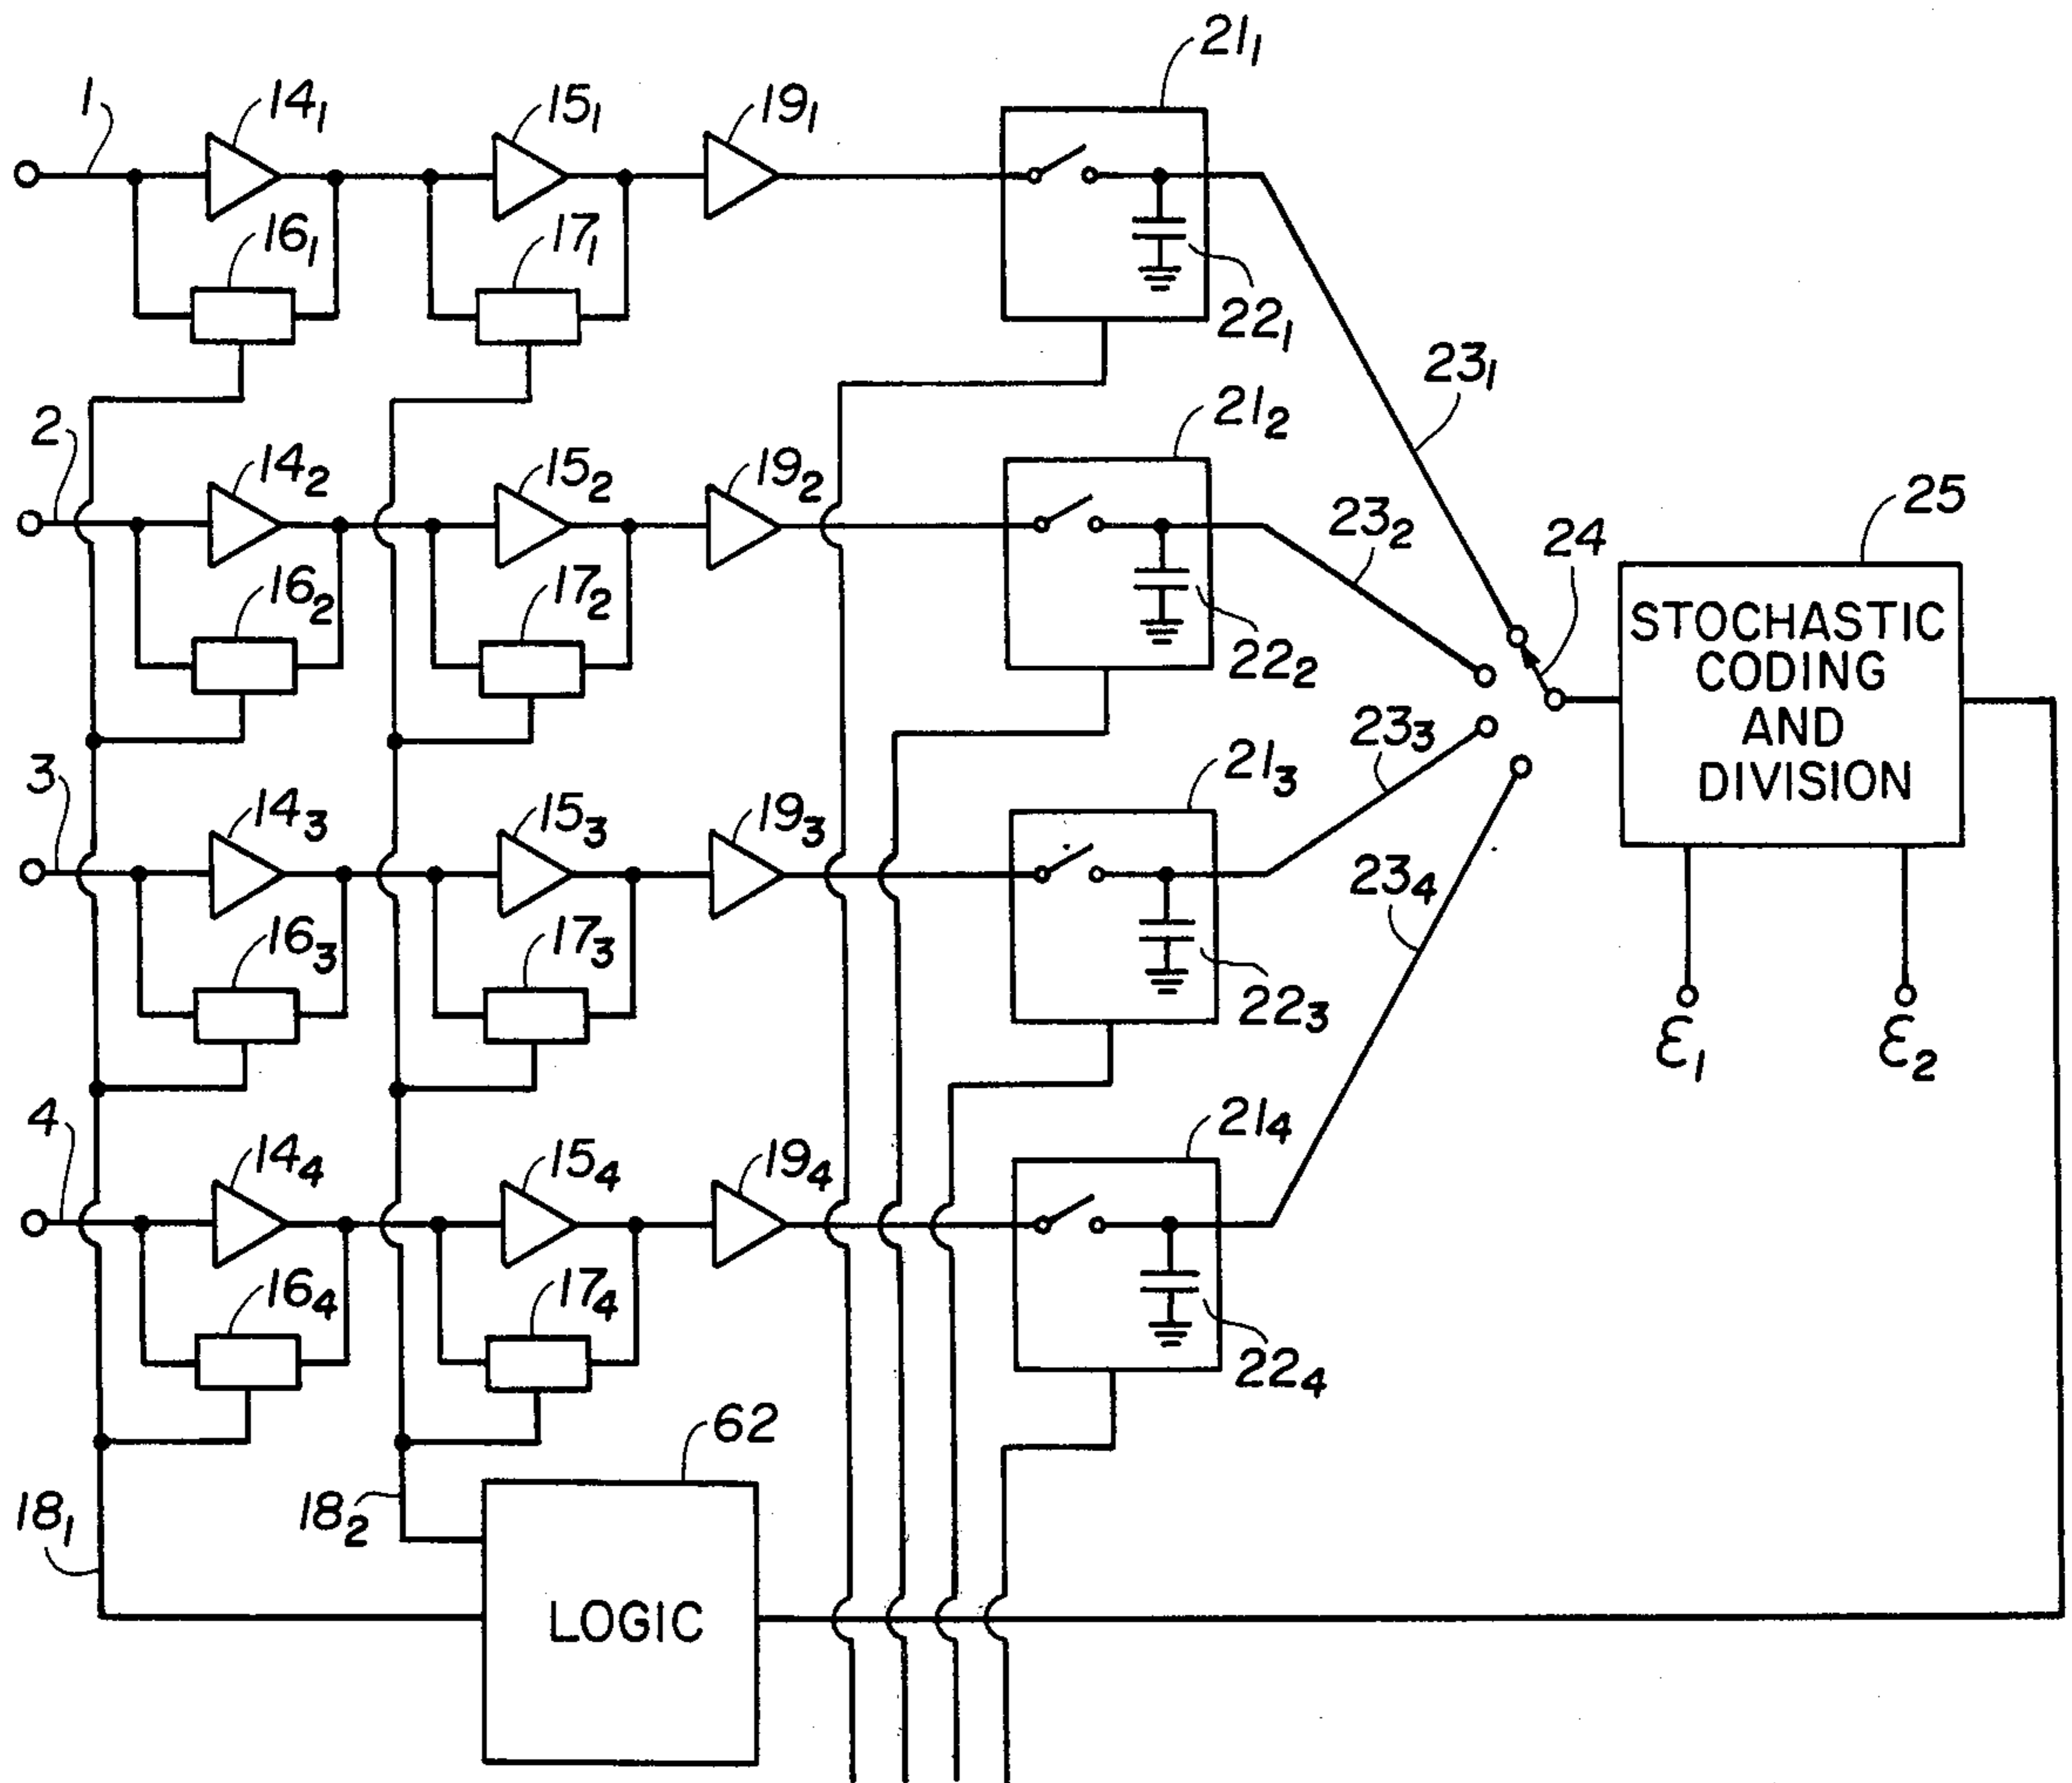 1 14₁ 15₁ 19₁ 21₁
16₁ 17₁ 22₁
23₁
2 14₂ 15₂ 19₂ 21₂
16₂ 17₂ 22₂
23₂ 24 25
STOCHASTIC
CODING
AND
DIVISION
3 14₃ 15₃ 19₃ 21₃ 23₃
16₃ 17₃ 22₃
23₄
ε₁ ε₂
4 14₄ 15₄ 19₄ 21₄
16₄ 17₄ 22₄
62
18₁ 18₂
LOGIC